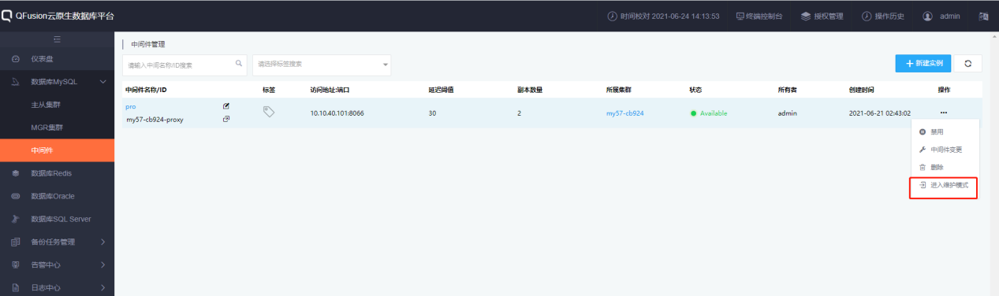 QFusion云原生数据库平台
时间校对 2021-06-24 14:13:53 终端控制台 授权管理 操作历史 admin
仪表盘
数据库MySQL
主从集群
MGR集群
中间件
数据库Redis
数据库Oracle
数据库SQL Server
备份任务管理
告警中心
日志中心
中间件管理
请输入中间名称/ID搜索 请选择标签搜索 + 新建实例
中间件名称/ID 标签 访问地址:端口 延迟阈值 副本数量 所属集群 状态 所有者 创建时间 操作
pro
my57-cb924-proxy 10.10.40.101:8066 30 2 my57-cb924 Available admin 2021-06-21 02:43:02 ...
禁用
中间件变更
删除
进入维护模式